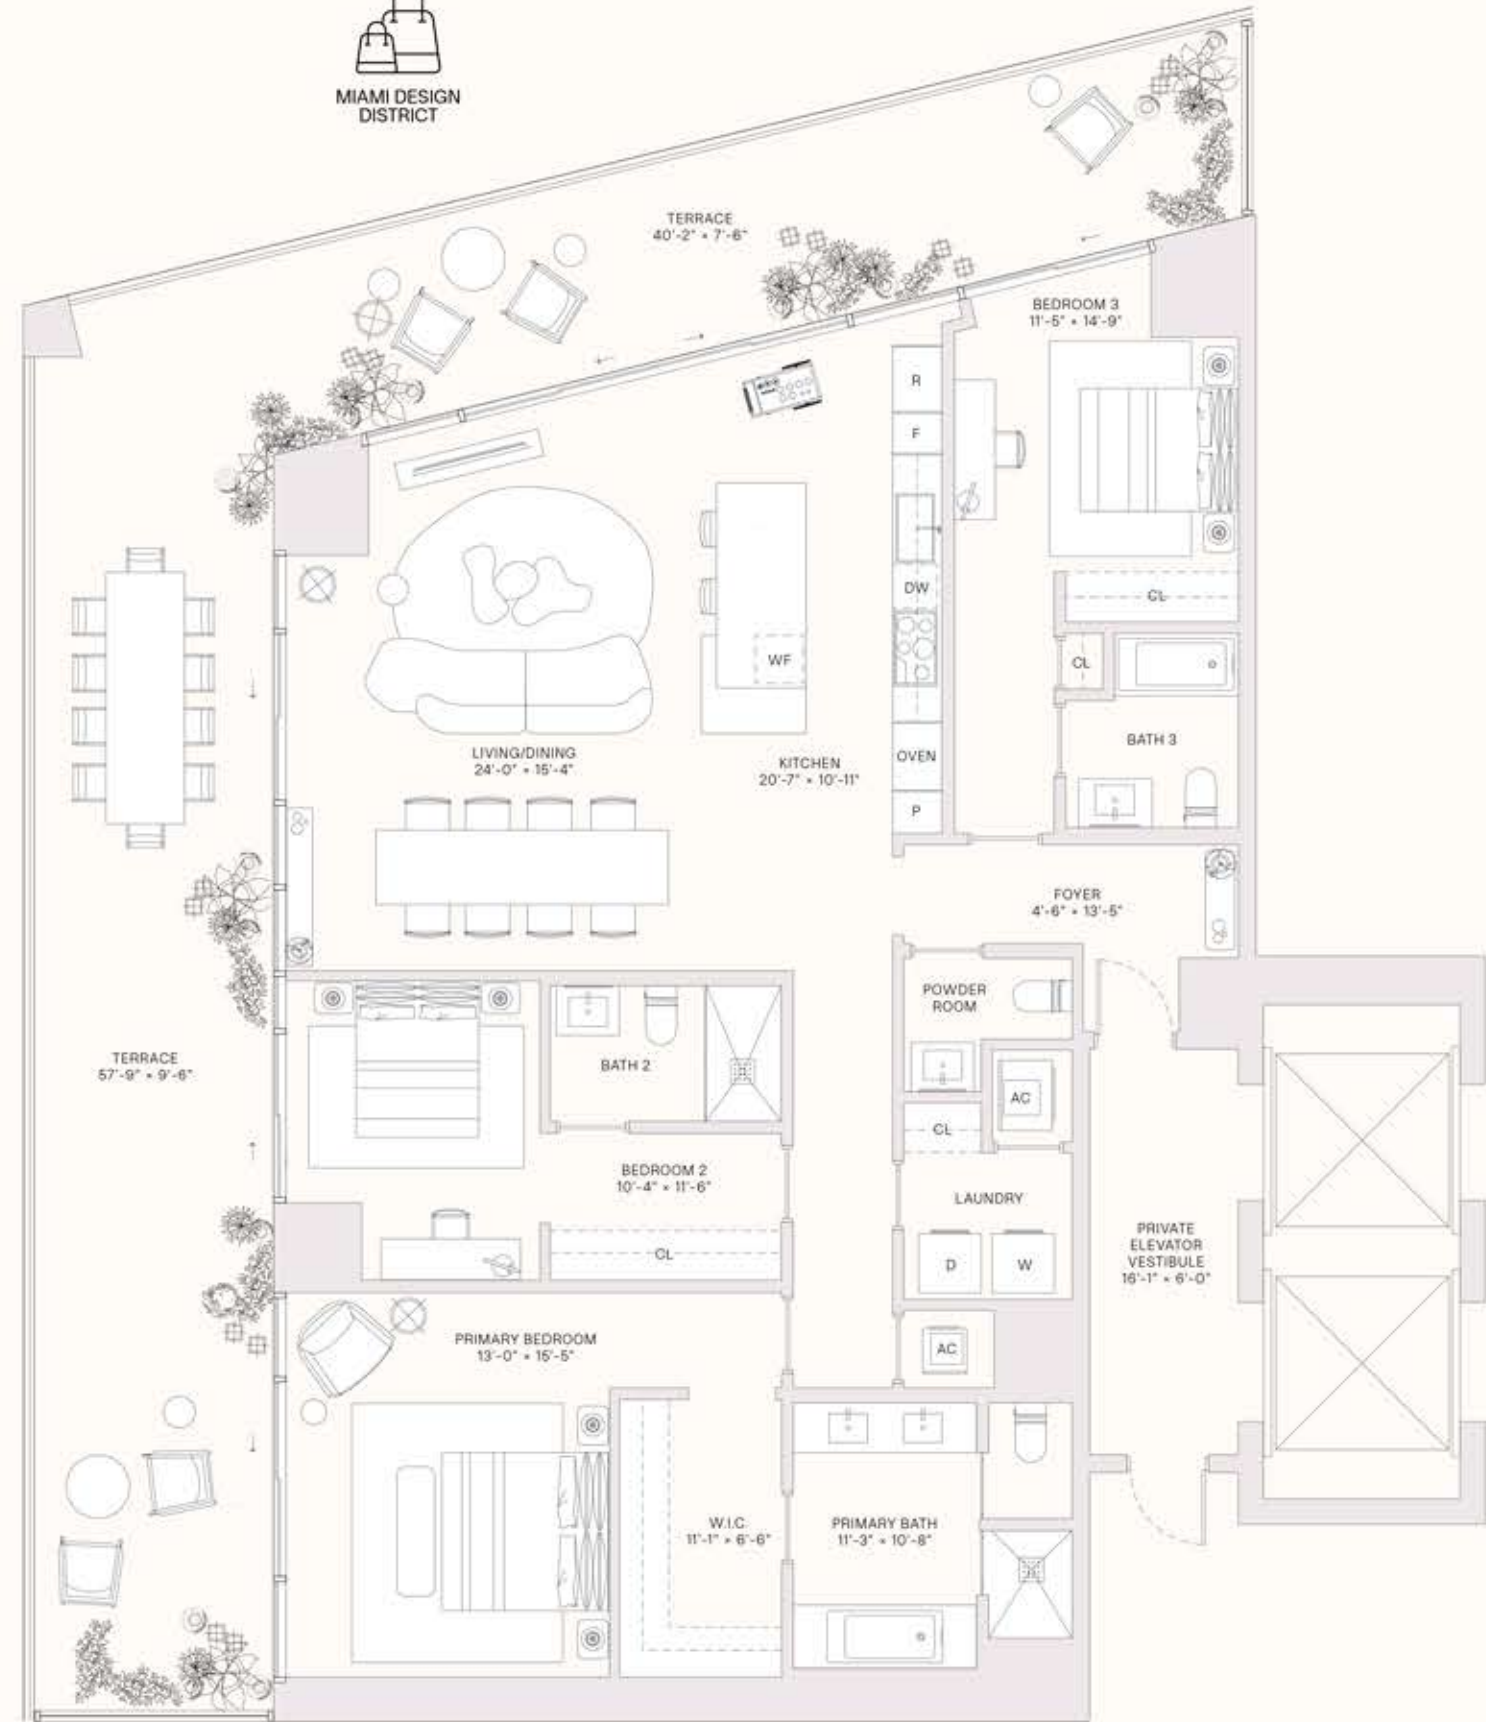 MIAMI DESIGN
DISTRICT
TERRACE
40'-2" × 7'-6"
BEDROOM 3
11'-5" × 14'-9"
R
F
DW
CL
WF
CL
BATH 3
LIVING/DINING
24'-0" × 15'-4"
KITCHEN
20'-7" × 10'-11"
OVEN
P
FOYER
4'-6" × 13'-5"
POWDER
ROOM
TERRACE
57'-9" × 9'-6"
BATH 2
AC
CL
BEDROOM 2
10'-4" × 11'-6"
LAUNDRY
CL
D
W
PRIVATE
ELEVATOR
VESTIBULE
16'-1" × 6'-0"
PRIMARY BEDROOM
13'-0" × 15'-5"
AC
W.I.C.
11'-1" × 6'-6"
PRIMARY BATH
11'-3" × 10'-8"